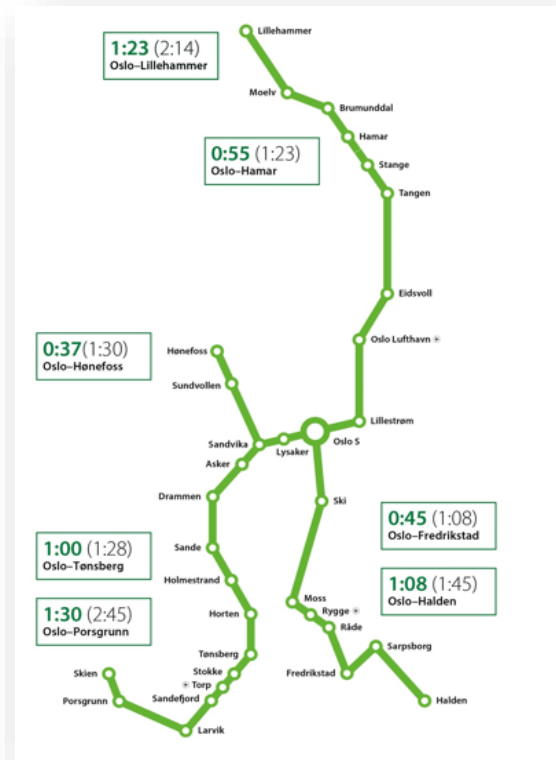 Lillehammer
1:23 (2:14)
Oslo–Lillehammer
Moelv
Brumunddal
Hamar
0:55 (1:23)
Oslo–Hamar
Stange
Tangen
Eidsvoll
Oslo Lufthavn
0:37(1:30)
Oslo–Hønefoss
Hønefoss
Sundvollen
Lillestrøm
Sandvika
Lysaker
Oslo S
Asker
Drammen
Ski
0:45 (1:08)
Oslo–Fredrikstad
1:00 (1:28)
Oslo–Tønsberg
Sande
Holmestrand
1:08 (1:45)
Oslo–Halden
1:30 (2:45)
Oslo–Porsgrunn
Horten
Moss
Rygge
Råde
Tønsberg
Sarpsborg
Stokke
Skien
Torp
Fredrikstad
Porsgrunn
Sandefjord
Halden
Larvik